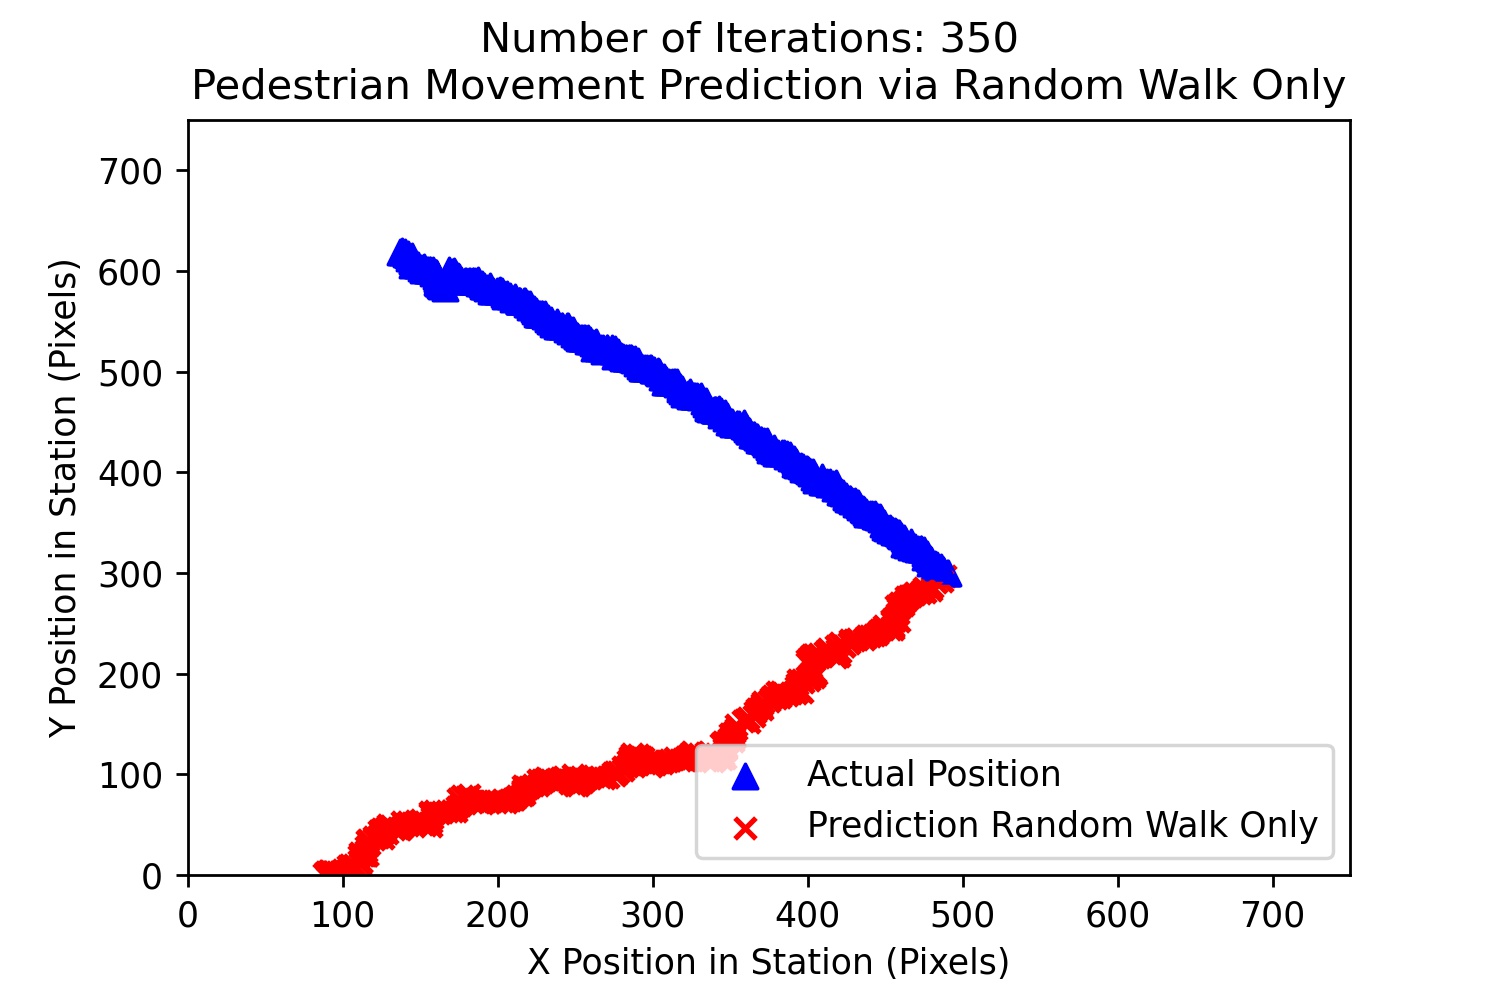 Number of Iterations: 350
Pedestrian Movement Prediction via Random Walk Only
Y Position in Station (Pixels)
700
600
500
400
300
200
100
0
Actual Position
Prediction Random Walk Only
0 100 200 300 400 500 600 700
X Position in Station (Pixels)